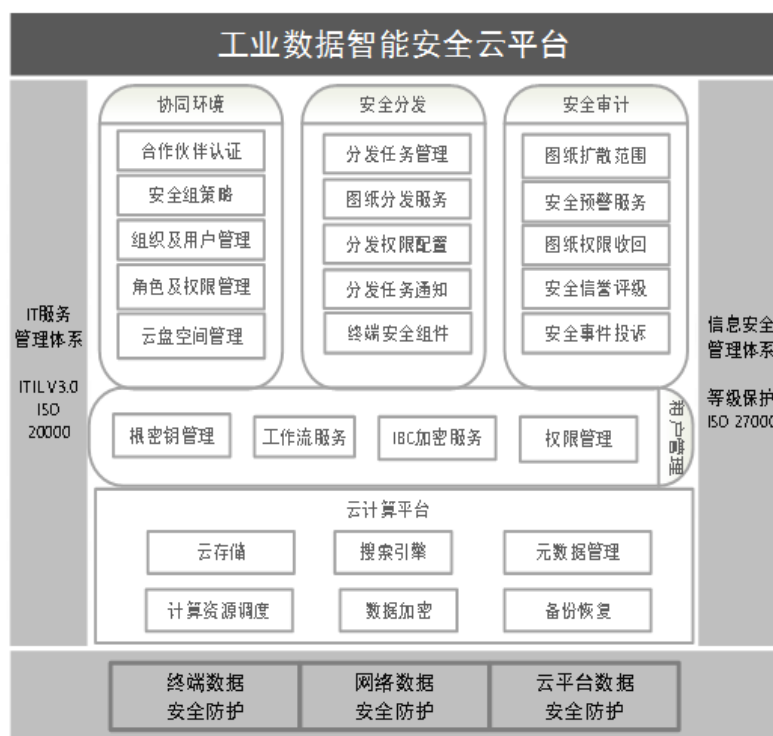 工业数据智能安全云平台
IT服务
管理体系
ITIL V3.0
ISO
20000
协同环境
合作伙伴认证
安全组策略
组织及用户管理
角色及权限管理
云盘空间管理
安全分发
分发任务管理
图纸分发服务
分发权限配置
分发任务通知
终端安全组件
安全审计
图纸扩散范围
安全预警服务
图纸权限收回
安全信誉评级
安全事件投诉
根密钥管理
工作流服务
IBC加密服务
权限管理
租户管理
云计算平台
云存储
搜索引擎
元数据管理
计算资源调度
数据加密
备份恢复
信息安全
管理体系
等级保护
ISO 27000
终端数据
安全防护
网络数据
安全防护
云平台数据
安全防护